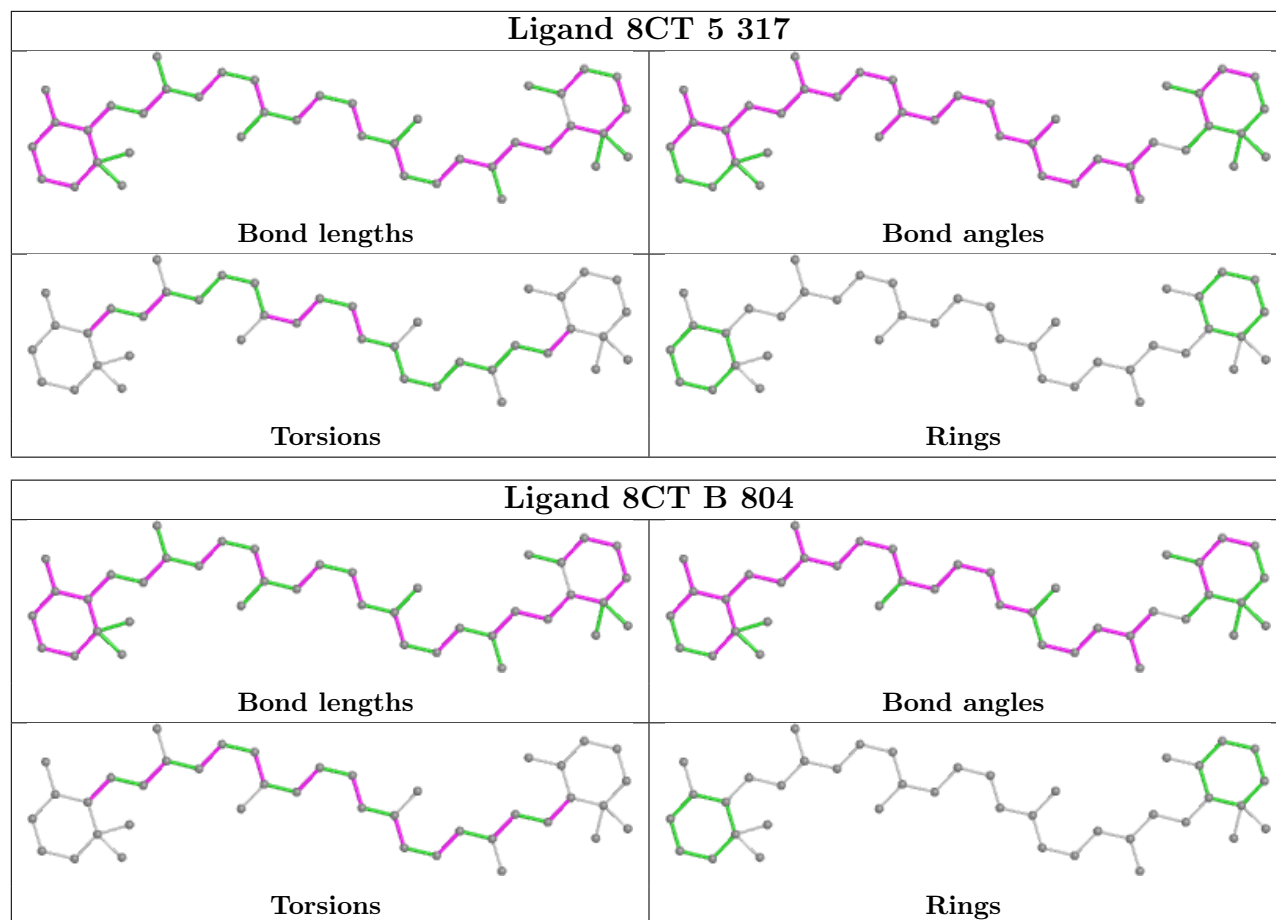 Ligand 8CT 5 317
Bond lengths
Bond angles
Torsions
Rings
Ligand 8CT B 804
Bond lengths
Bond angles
Torsions
Rings